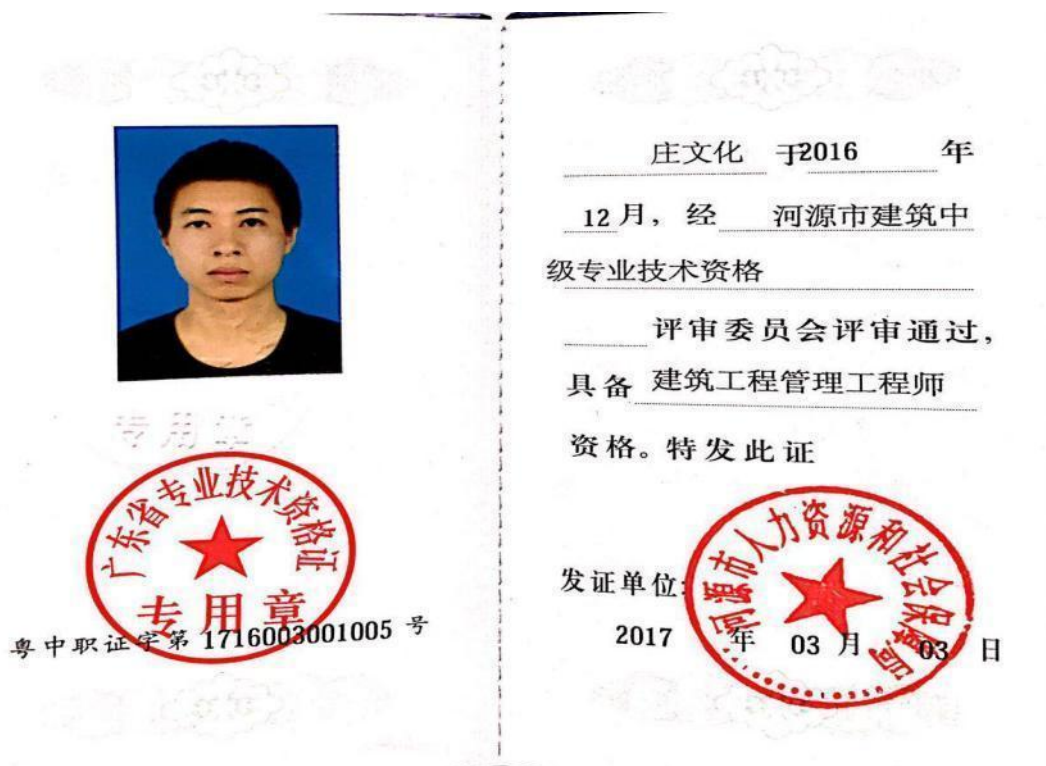 专用章
广东省专业技术资格证
专用章
粤中职证字第 1716003001005 号
庄文化 于2016 年
12月，经 河源市建筑中
级专业技术资格
评审委员会评审通过，
具备 建筑工程管理工程师
资格。特发此证
河源市人力资源和社会保障局
发证单位:
2017 年 03 月 03 日